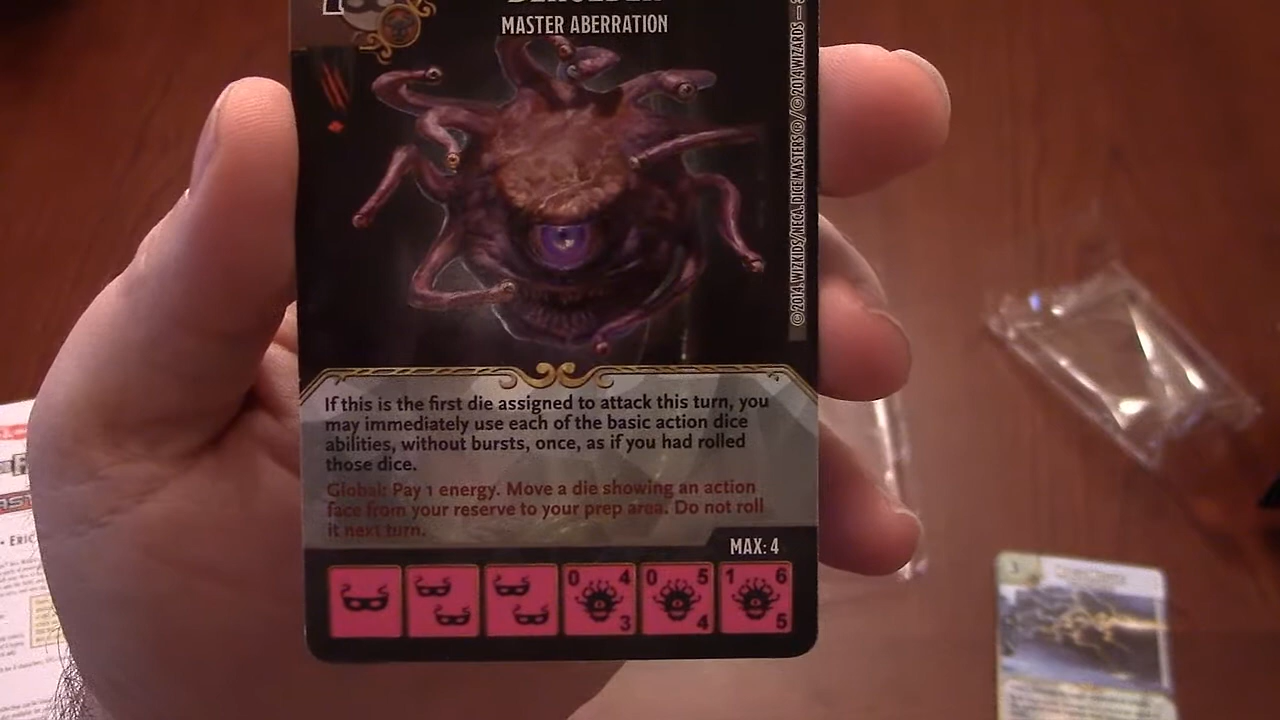 MASTER ABERRATION
©2014 WIZKIDS/NECA. DICE MASTERS ®/©2014 WIZARDS — 
If this is the first die assigned to attack this turn, you
may immediately use each of the basic action dice
abilities, without bursts, once, as if you had rolled
those dice.
Global: Pay 1 energy. Move a die showing an action
face from your reserve to your prep area. Do not roll
it next turn.
MAX: 4
0 4 0 5 1 6
3 4 5
• ERIC